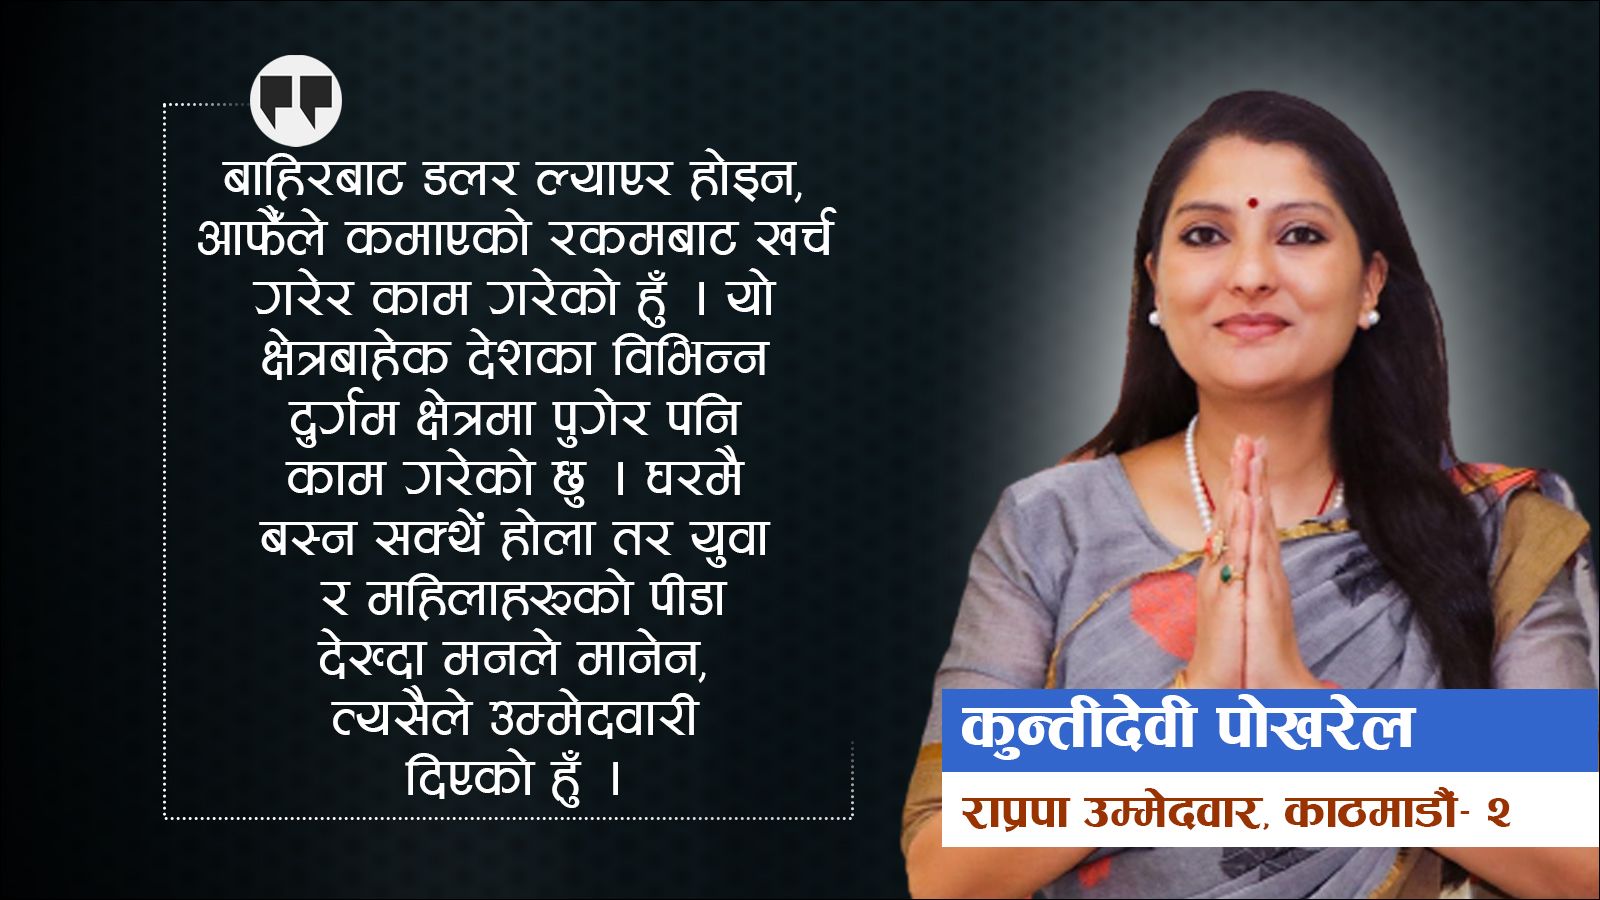 बाहिरबाट डलर ल्याएर होइन,
आफैँले कमाएको रकमबाट खर्च
गरेर काम गरेको हुँ । यो
क्षेत्रबाहेक देशका विभिन्न
दुर्गम क्षेत्रमा पुगेर पनि
काम गरेको छु । घरमै
बस्न सक्थें होला तर युवा
र महिलाहरुको पीडा
देख्दा मनले मानेन,
त्यसैले उम्मेदवारी
दिएको हुँ ।
कुन्तीदेवी पोखरेल
राप्रपा उम्मेदवार, काठमाडौं- २